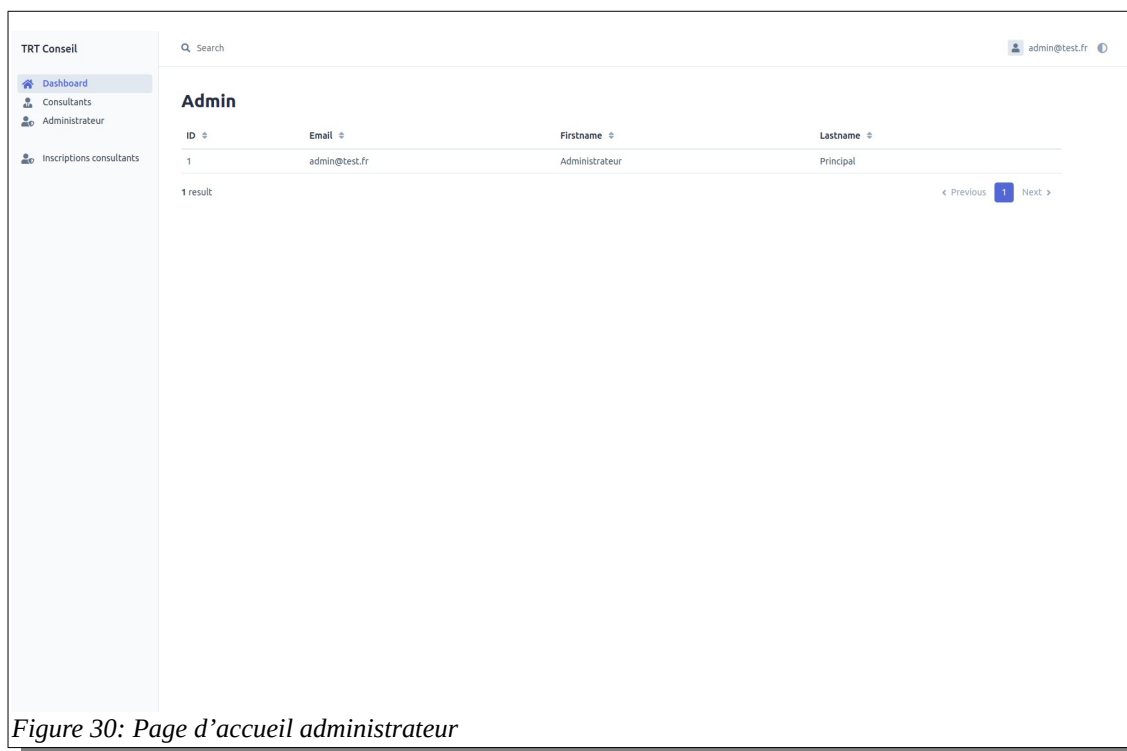 TRT Conseil
Search
admin@test.fr
Dashboard
Consultants
Administrateur
Inscriptions consultants
Admin
ID Email Firstname Lastname
1 admin@test.fr Administrateur Principal
1 result
Previous 1 Next
Figure 30: Page d’accueil administrateur